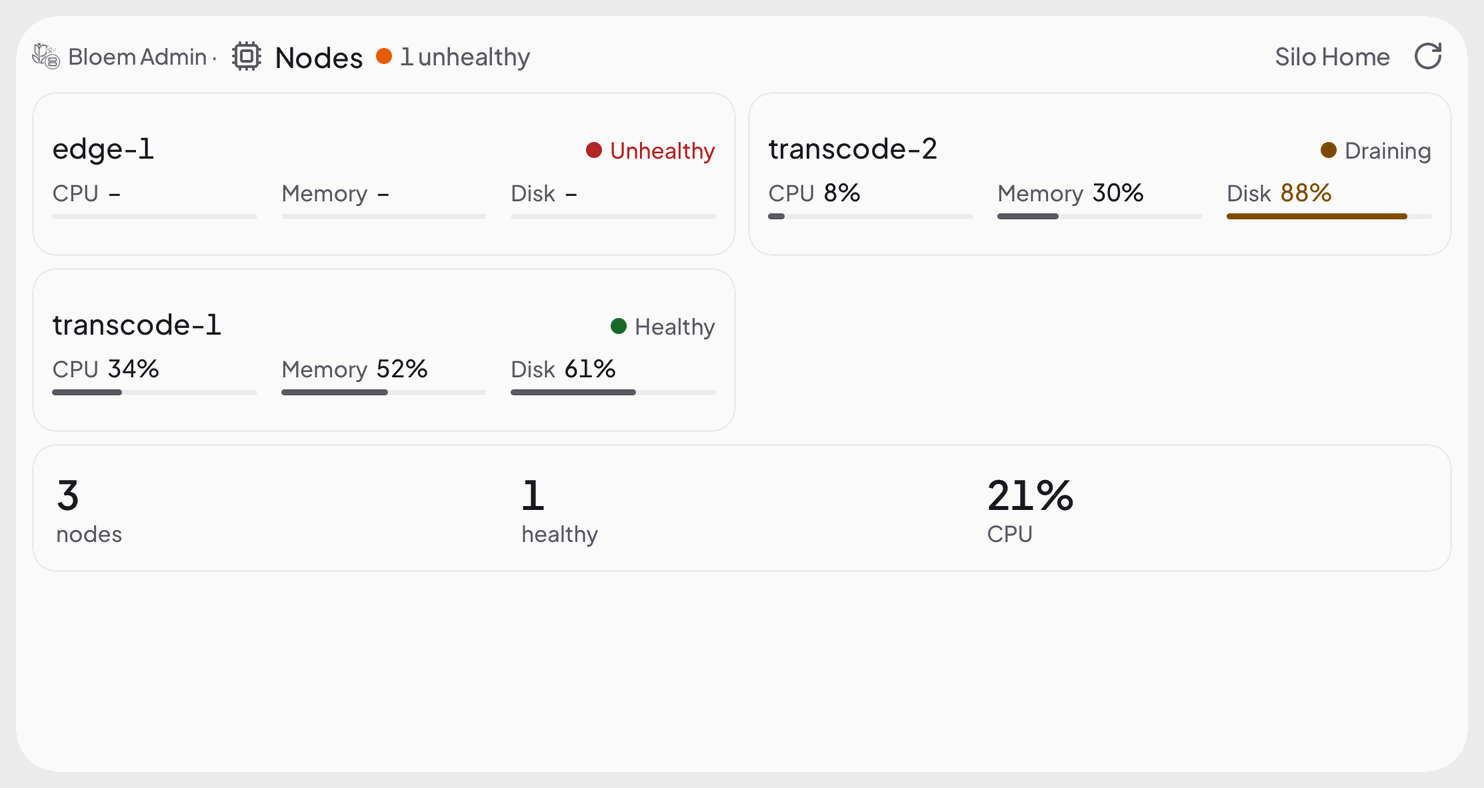 Bloem Admin · Nodes 1 unhealthy Silo Home
edge-1 Unhealthy
CPU – Memory – Disk –
transcode-2 Draining
CPU 8% Memory 30% Disk 88%
transcode-1 Healthy
CPU 34% Memory 52% Disk 61%
3 1 21%
nodes healthy CPU